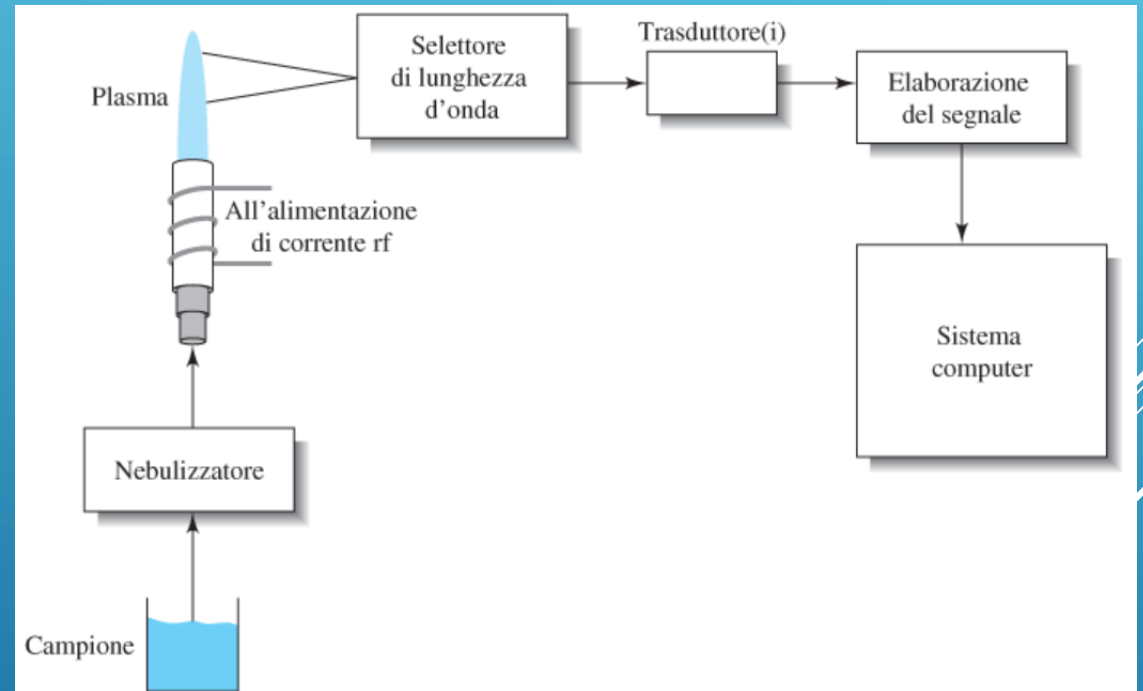 Plasma
Selettore
di lunghezza
d'onda
Trasduttore(i)
Elaborazione
del segnale
All'alimentazione
di corrente rf
Sistema
computer
Nebulizzatore
Campione